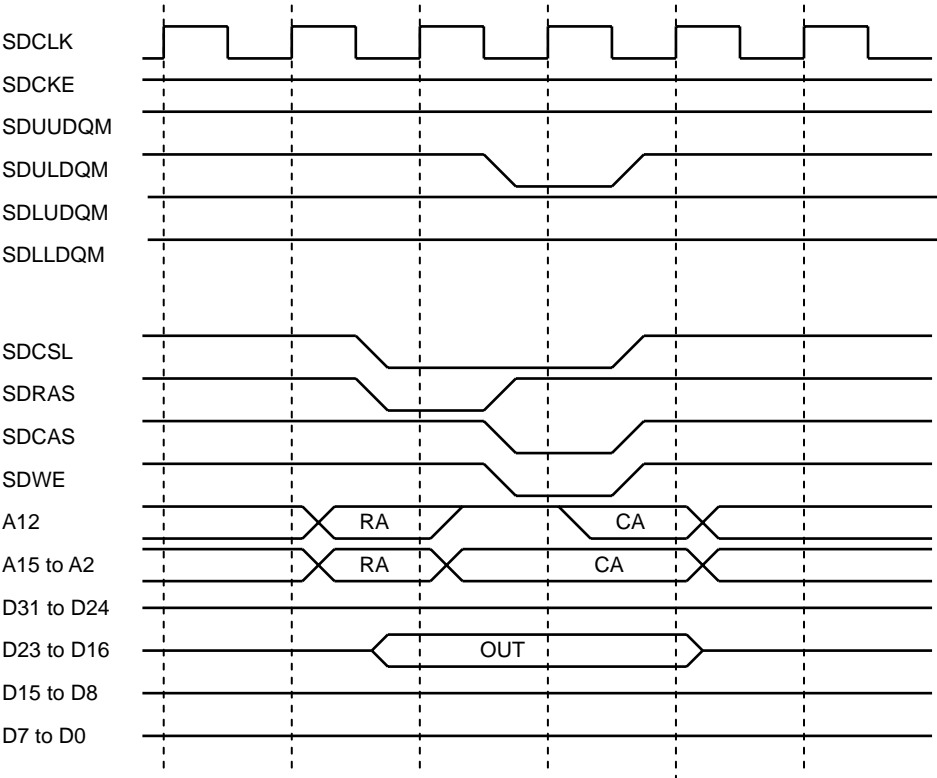 SDCLK
SDCKE
SDUUDQM
SDULDQM
SDLUDQM
SDLLDQM
SDCSL
SDRAS
SDCAS
SDWE
A12 RA CA
A15 to A2 RA CA
D31 to D24
D23 to D16 OUT
D15 to D8
D7 to D0